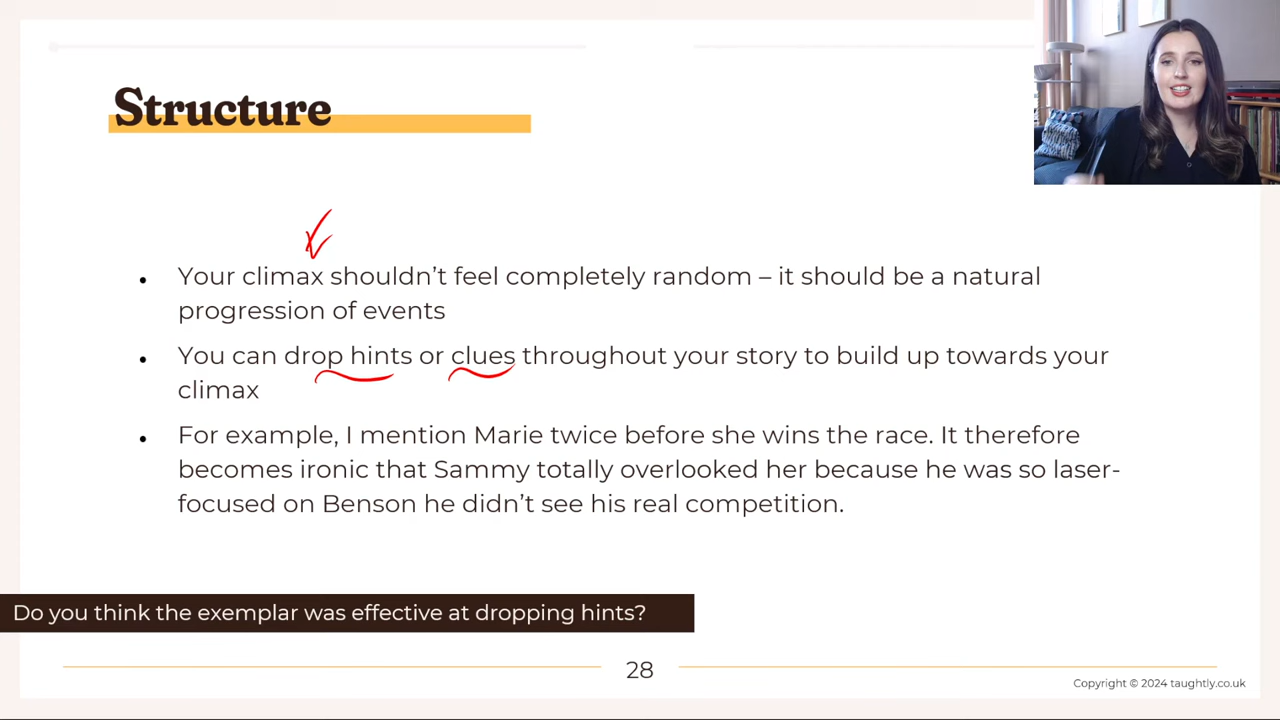 Structure
Your climax shouldn’t feel completely random – it should be a natural
progression of events
You can drop hints or clues throughout your story to build up towards your
climax
For example, I mention Marie twice before she wins the race. It therefore
becomes ironic that Sammy totally overlooked her because he was so laser-
focused on Benson he didn’t see his real competition.
Do you think the exemplar was effective at dropping hints?
28
Copyright © 2024 taughtly.co.uk